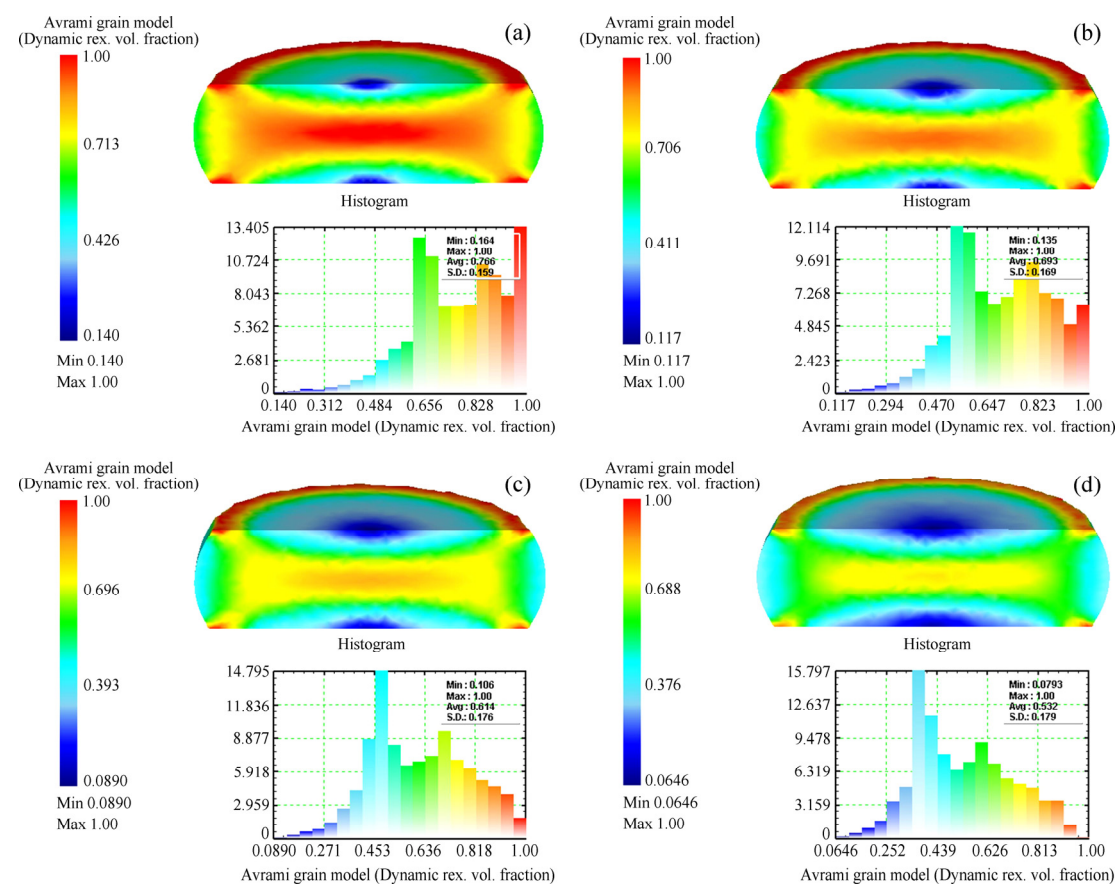 Avrami grain model
(Dynamic rex. vol. fraction)
(a)
1.00
0.713
0.426
0.140
Min 0.140
Max 1.00
Histogram
13.405
10.724
8.043
5.362
2.681
0
Min : 0.164
Max : 1.00
Avg : 0.766
S.D.: 0.159
0.140 0.312 0.484 0.656 0.828 1.00
Avrami grain model (Dynamic rex. vol. fraction)
Avrami grain model
(Dynamic rex. vol. fraction)
(b)
1.00
0.706
0.411
0.117
Min 0.117
Max 1.00
Histogram
12.114
9.691
7.268
4.845
2.423
0
Min : 0.135
Max : 1.00
Avg : 0.693
S.D.: 0.169
0.117 0.294 0.470 0.647 0.823 1.00
Avrami grain model (Dynamic rex. vol. fraction)
Avrami grain model
(Dynamic rex. vol. fraction)
(c)
1.00
0.696
0.393
0.0890
Min 0.0890
Max 1.00
Histogram
14.795
11.836
8.877
5.918
2.959
0
Min : 0.106
Max : 1.00
Avg : 0.614
S.D.: 0.176
0.0890 0.271 0.453 0.636 0.818 1.00
Avrami grain model (Dynamic rex. vol. fraction)
Avrami grain model
(Dynamic rex. vol. fraction)
(d)
1.00
0.688
0.376
0.0646
Min 0.0646
Max 1.00
Histogram
15.797
12.637
9.478
6.319
3.159
0
Min : 0.0793
Max : 1.00
Avg : 0.532
S.D.: 0.179
0.0646 0.252 0.439 0.626 0.813 1.00
Avrami grain model (Dynamic rex. vol. fraction)